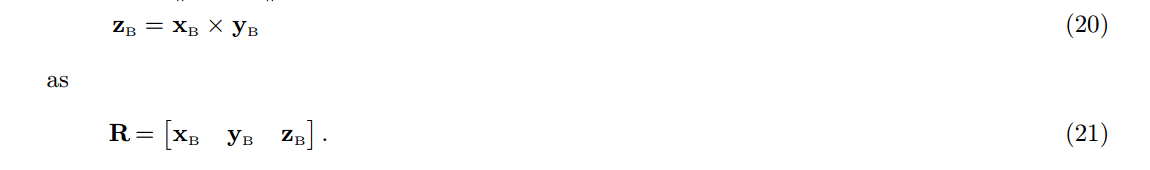 𝐳_B = 𝐱_B × 𝐲_B (20)
as
𝐑 = [𝐱_B 𝐲_B 𝐳_B] . (21)